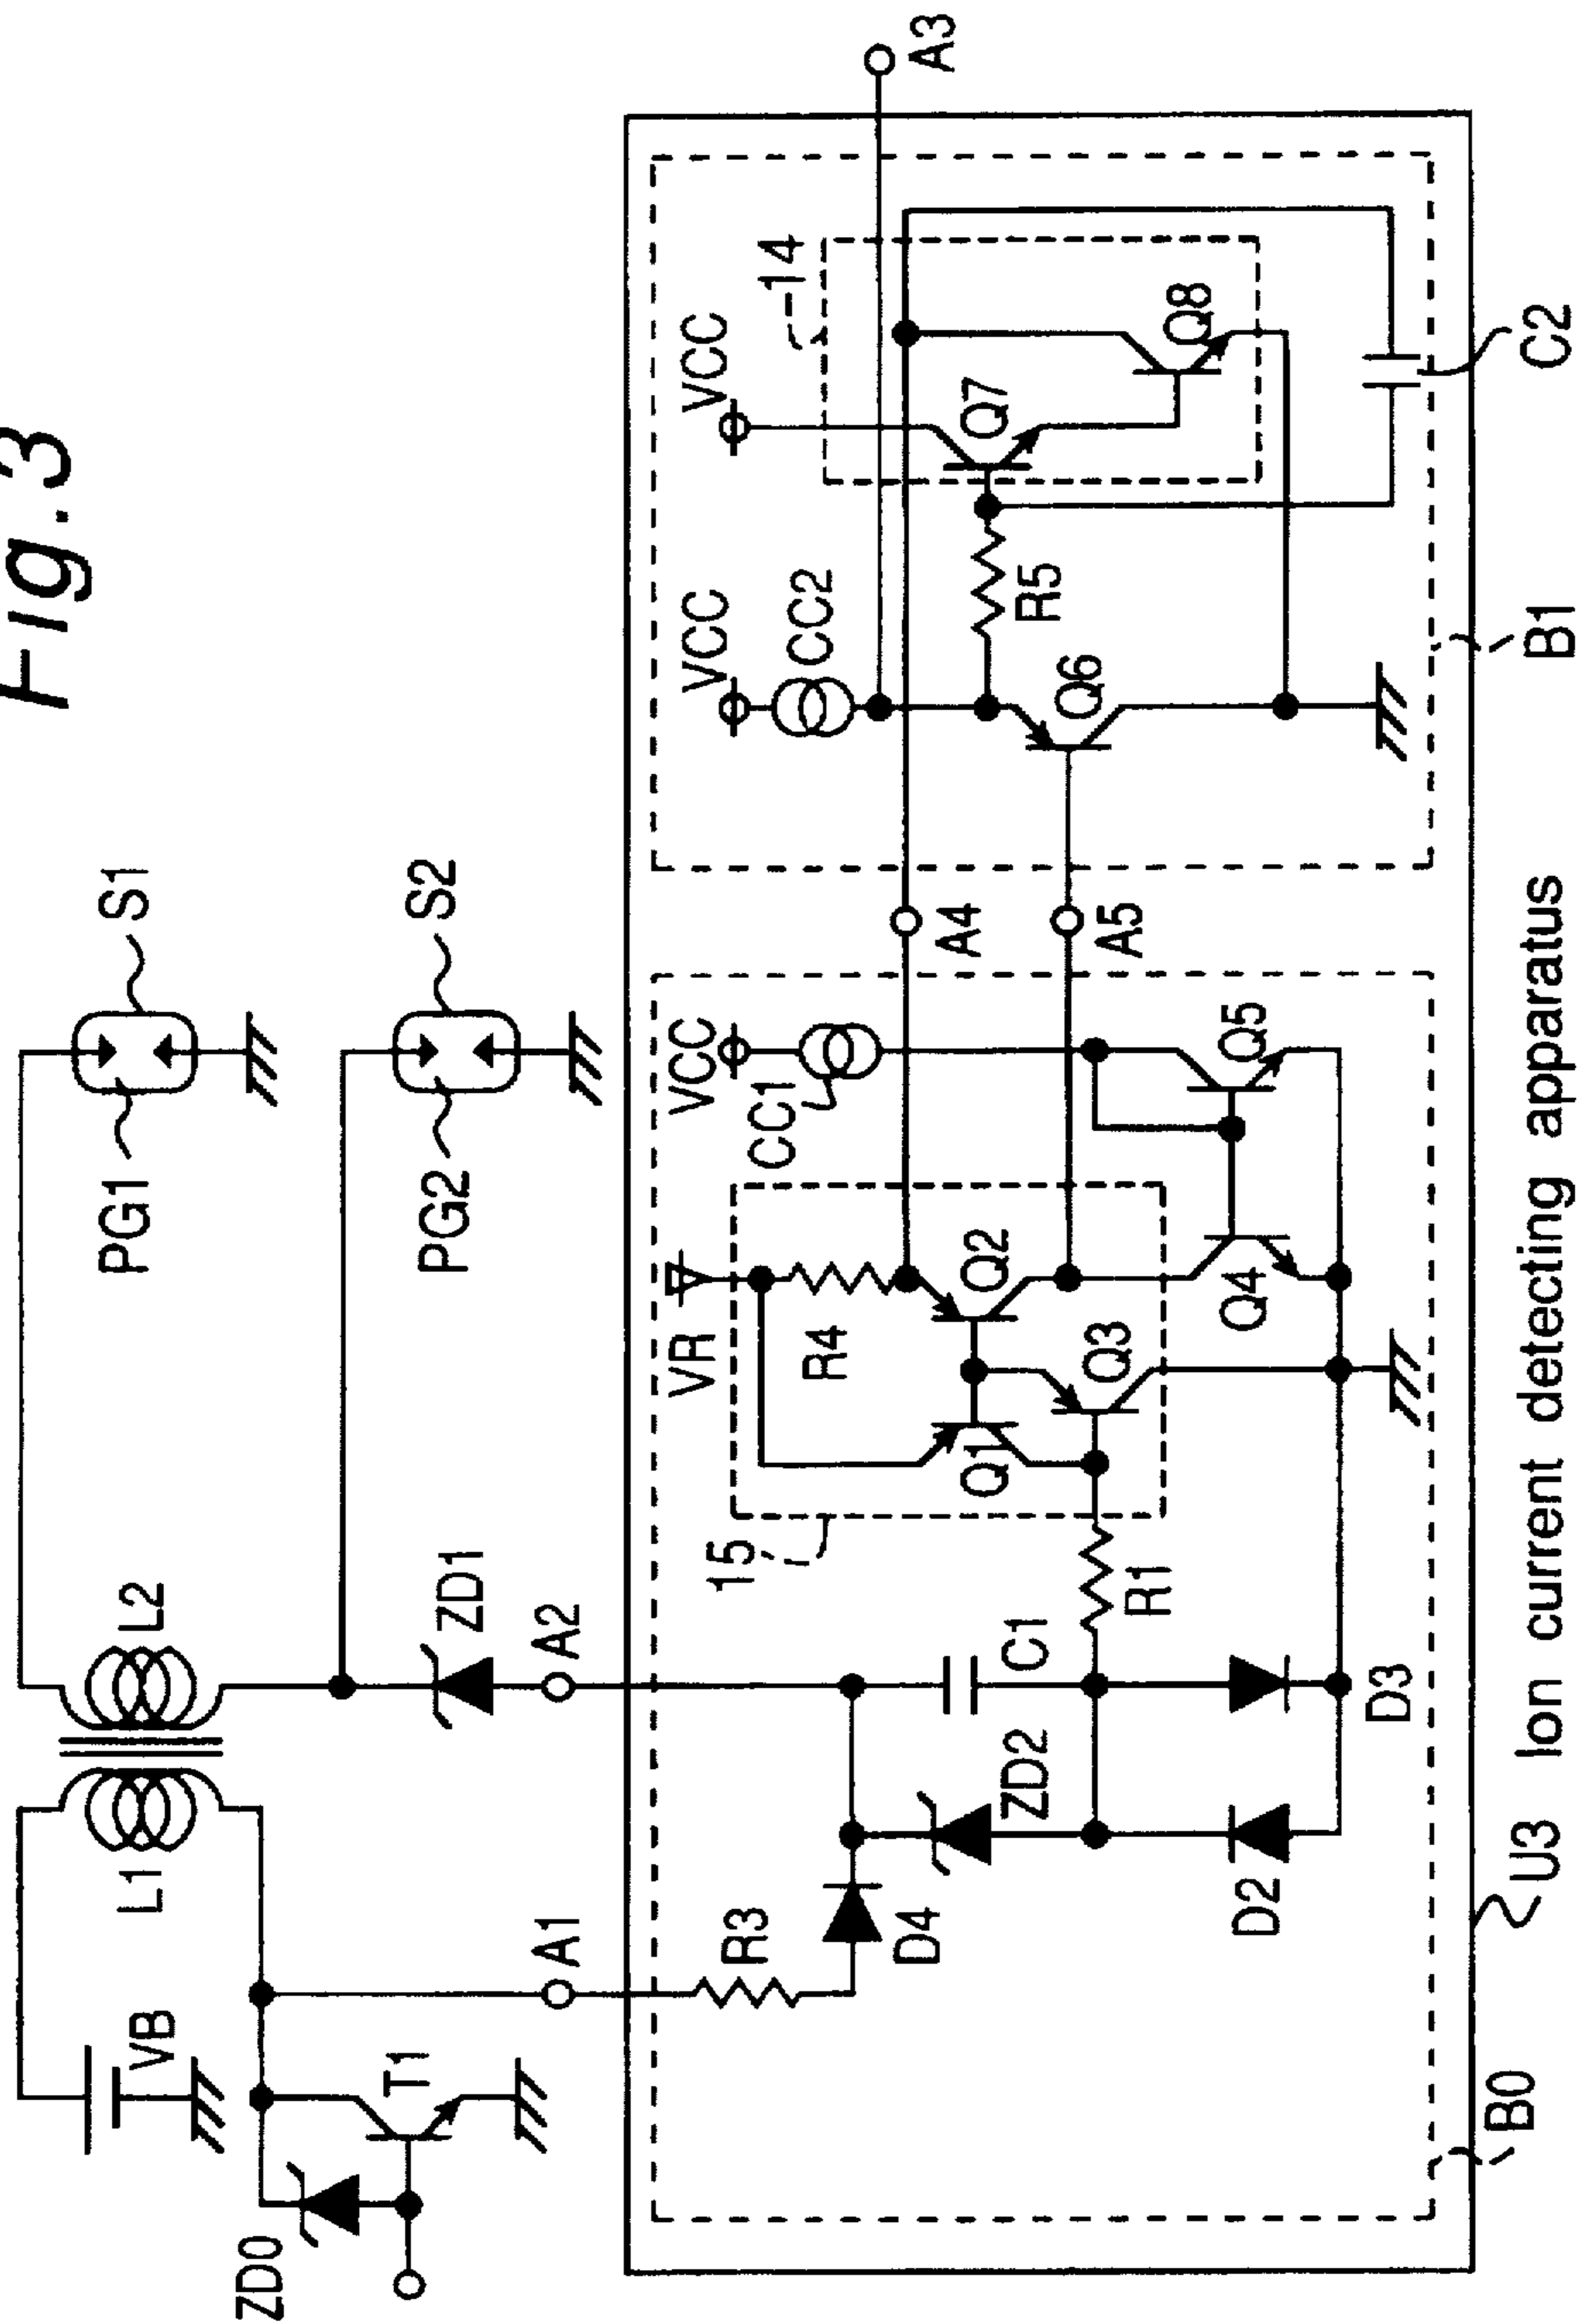 Fig.3
S1
PG1
S2
PG2
L2
L1
ZD1
A2
VB
A1
T1
ZD0
A3
14
VCC
VCC
CC2
Q7
Q8
R5
Q6
C2
B1
A4
A5
VCC
CC1
VR
R4
Q2
Q5
Q1
Q3
Q4
15
R1
C1
ZD2
R3
D4
D2
D3
B0
U3
Ion current detecting apparatus